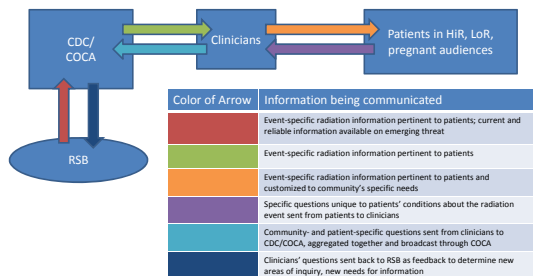 CDC/
COCA
Clinicians
Patients in HiR, LoR,
pregnant audiences
RSB
Color of Arrow
Information being communicated
Event-specific radiation information pertinent to patients; current and
reliable information available on emerging threat
Event-specific radiation information pertinent to patients
Event-specific radiation information pertinent to patients and
customized to community's specific needs
Specific questions unique to patients' conditions about the radiation
event sent from patients to clinicians
Community- and patient-specific questions sent from clinicians to
CDC/COCA, aggregated together and broadcast through COCA
Clinicians' questions sent back to RSB as feedback to determine new
areas of inquiry, new needs for information